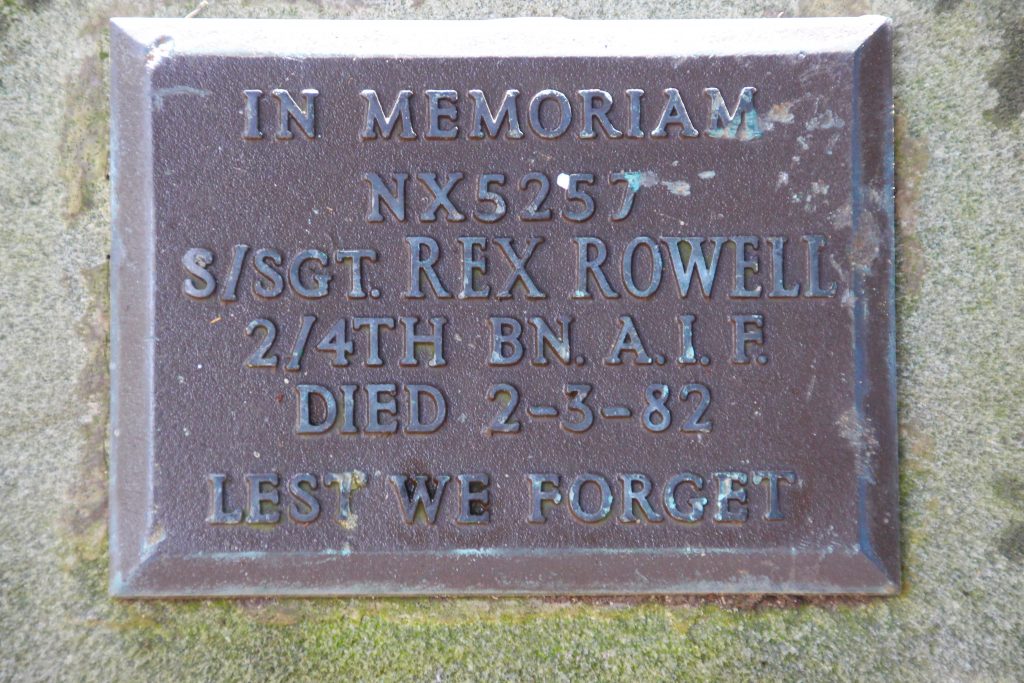 IN MEMORIAM
NX5257
S/SGT. REX ROWELL
2/4TH BN. A.I.F.
DIED 2-3-82
LEST WE FORGET